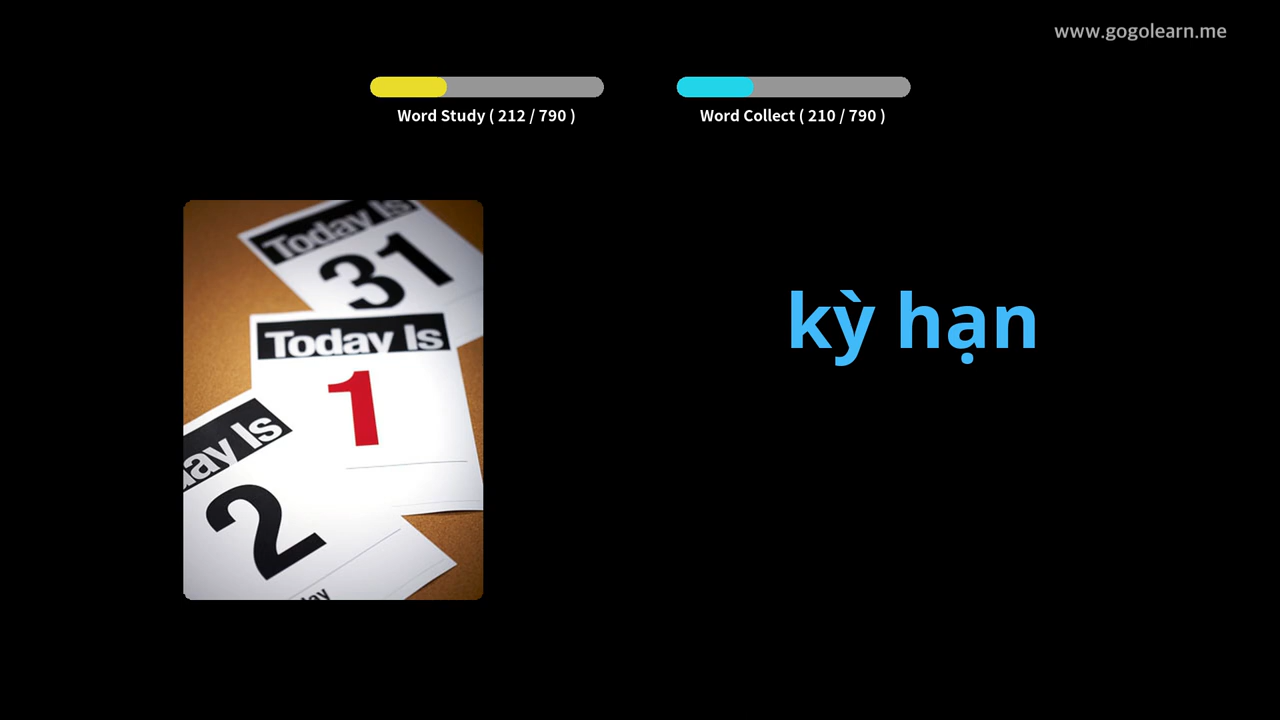 www.gogolearn.me
Word Study ( 212 / 790 )
Word Collect ( 210 / 790 )
Today Is
31
Today Is
1
ay Is
2
kỳ hạn